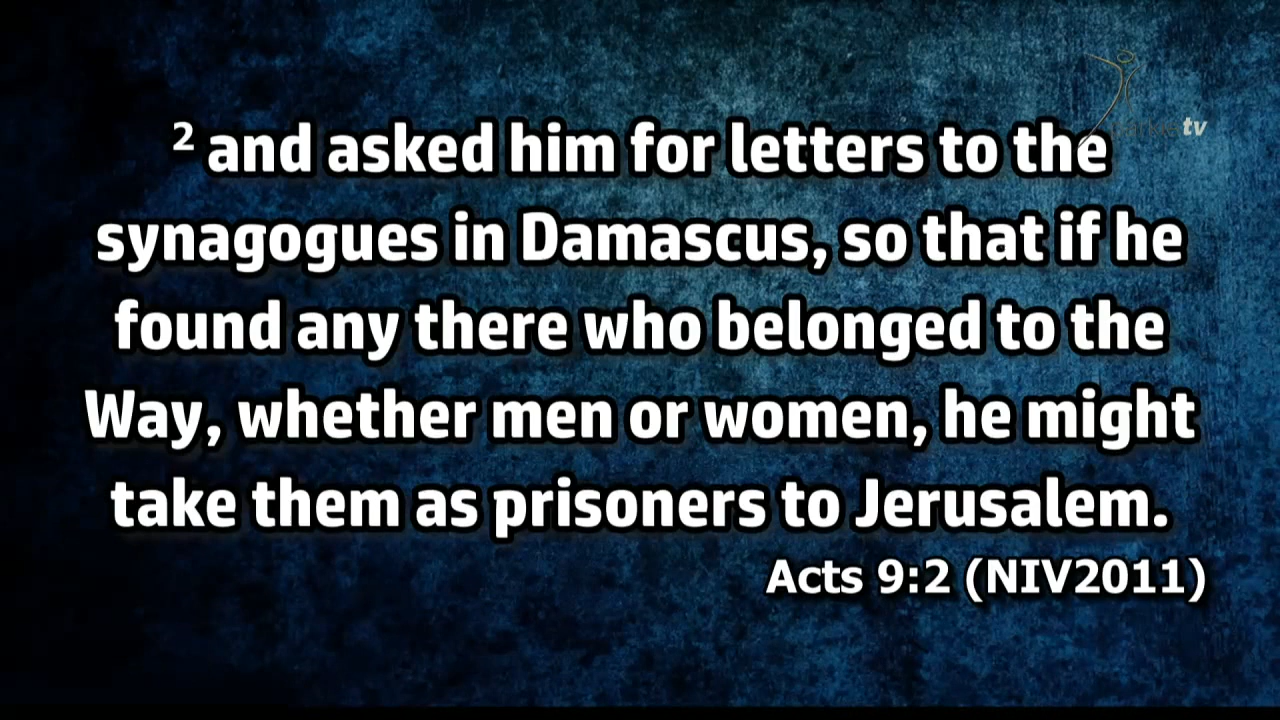 ² and asked him for letters to the
synagogues in Damascus, so that if he
found any there who belonged to the
Way, whether men or women, he might
take them as prisoners to Jerusalem.
Acts 9:2 (NIV2011)
tv